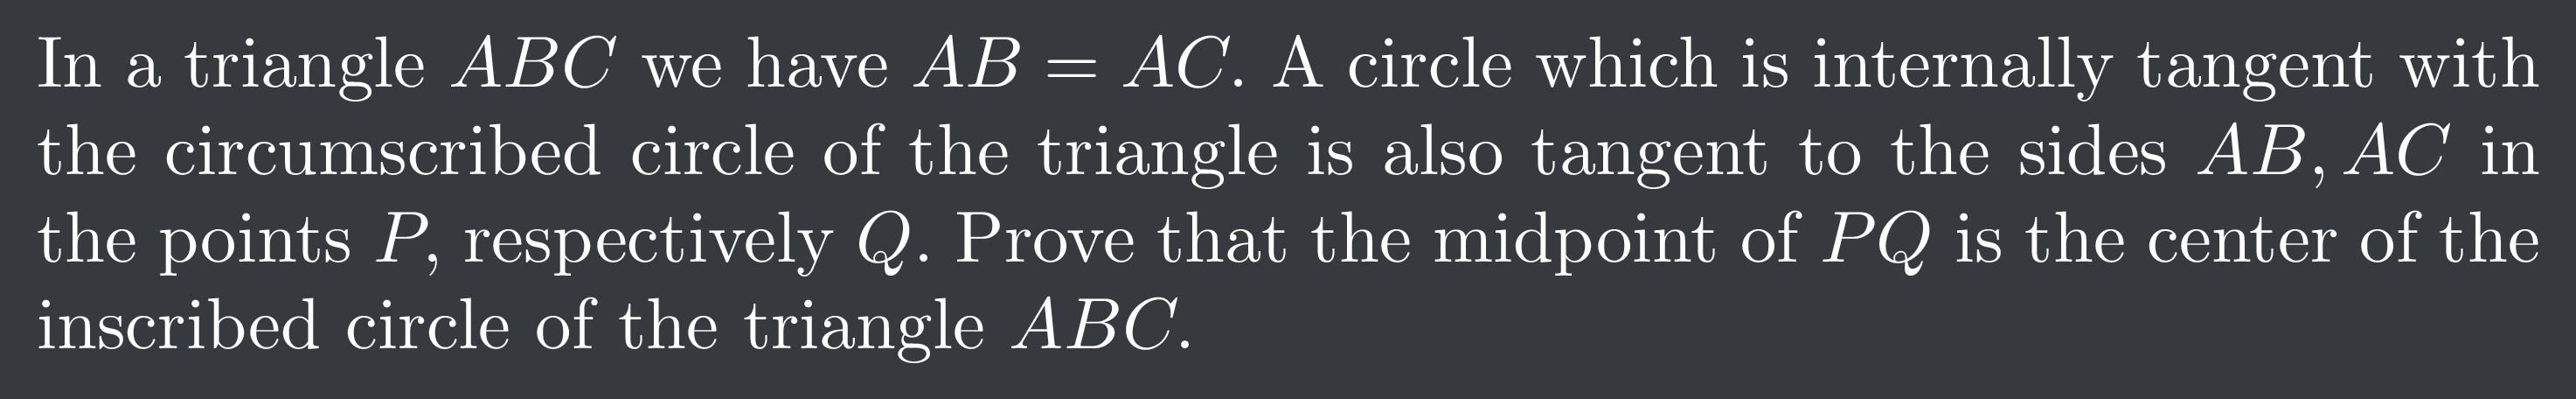 In a triangle ABC we have AB = AC. A circle which is internally tangent with
the circumscribed circle of the triangle is also tangent to the sides AB, AC in
the points P, respectively Q. Prove that the midpoint of PQ is the center of the
inscribed circle of the triangle ABC.